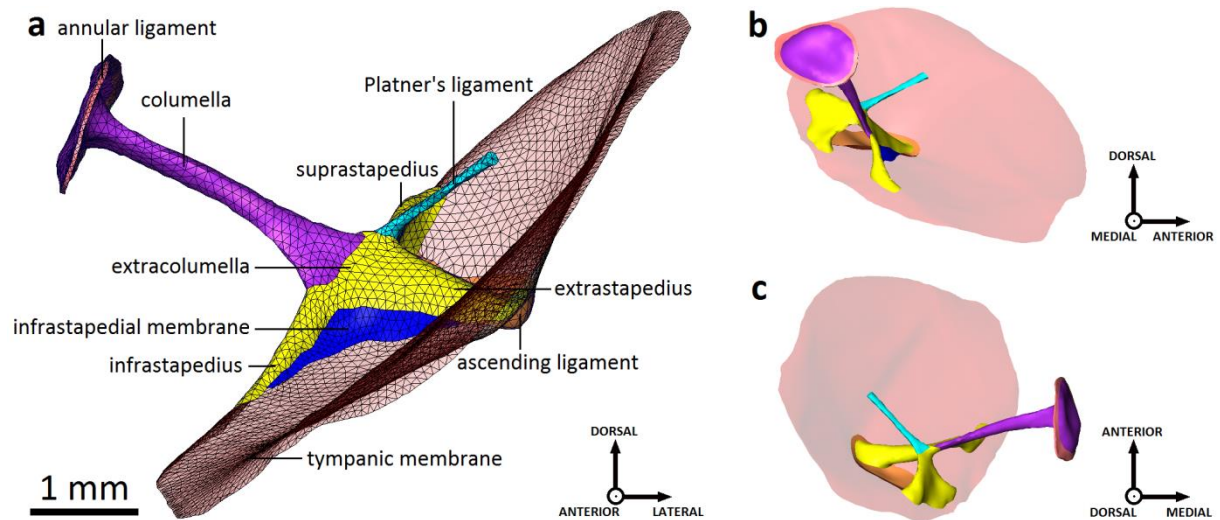 a
annular ligament
columella
Platner's ligament
suprastapedius
extracolumella
extrastapedius
infrastapedial membrane
infrastapedius
ascending ligament
tympanic membrane
1 mm
DORSAL
ANTERIOR LATERAL
b
DORSAL
MEDIAL ANTERIOR
c
ANTERIOR
DORSAL MEDIAL